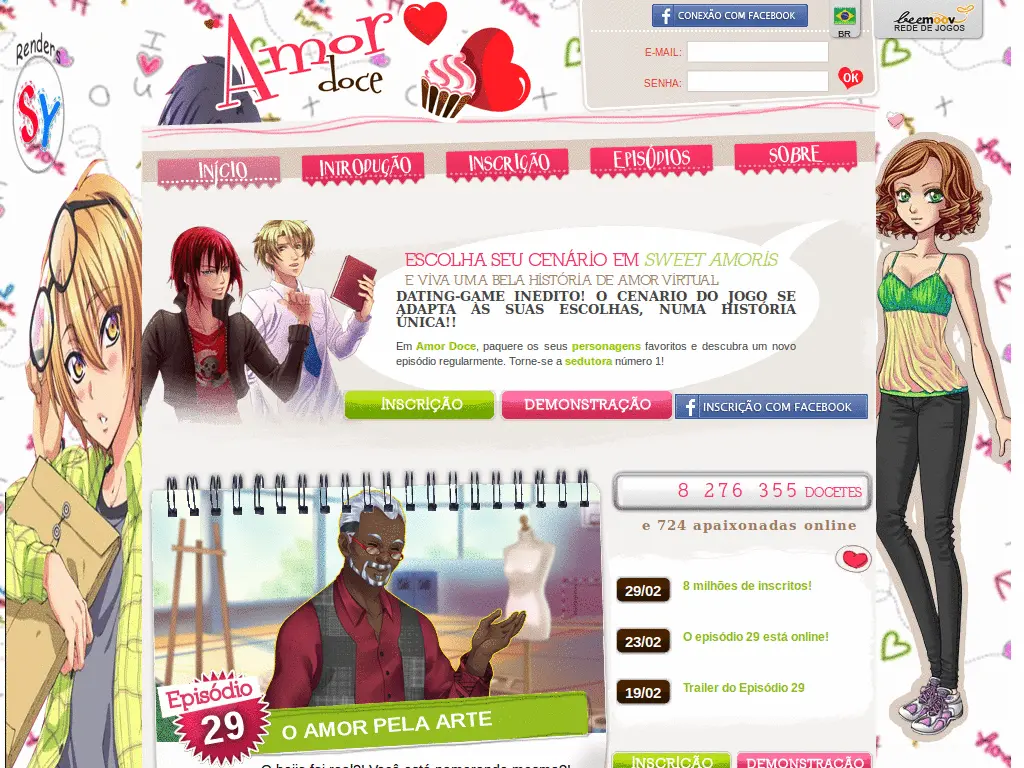 Renders
SY
Amor
doce
CONEXÃO COM FACEBOOK
E-MAIL:
SENHA:
OK
BR
beemoov
REDE DE JOGOS
INÍCIO
INTRODUÇÃO
INSCRIÇÃO
EPISÓDIOS
SOBRE
ESCOLHA SEU CENÁRIO EM SWEET AMORIS
E VIVA UMA BELA HISTÓRIA DE AMOR VIRTUAL
DATING-GAME INEDITO! O CENARIO DO JOGO SE
ADAPTA ÀS SUAS ESCOLHAS, NUMA HISTÓRIA
ÚNICA!!
Em Amor Doce, paquere os seus personagens favoritos e descubra um novo
episódio regularmente. Torne-se a sedutora número 1!
INSCRIÇÃO
DEMONSTRAÇÃO
INSCRIÇÃO COM FACEBOOK
8 276 355 DOCETES
e 724 apaixonadas online
29/02
8 milhões de inscritos!
23/02
O episódio 29 está online!
19/02
Trailer do Episódio 29
Episódio
29
O AMOR PELA ARTE
O beijo foi real?! Você está namorando mesmo?!
INSCRIÇÃO
DEMONSTRAÇÃO